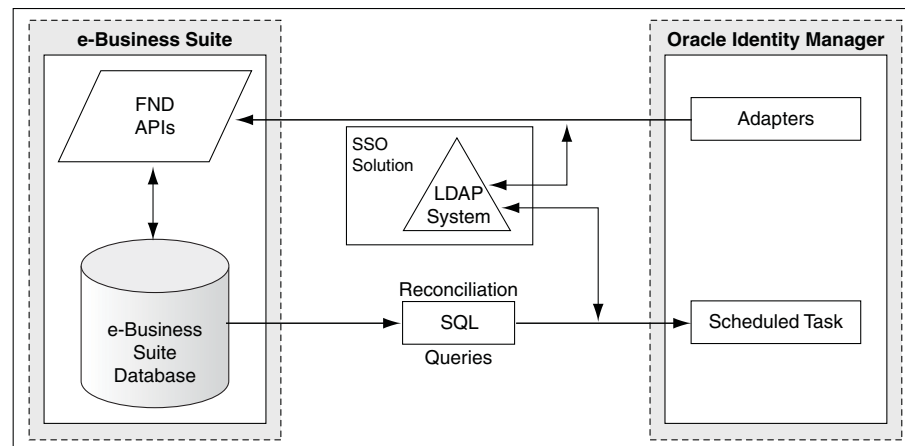 e-Business Suite
Oracle Identity Manager
FND
APIs
Adapters
SSO
Solution
LDAP
System
Reconciliation
SQL
Queries
Scheduled Task
e-Business
Suite
Database